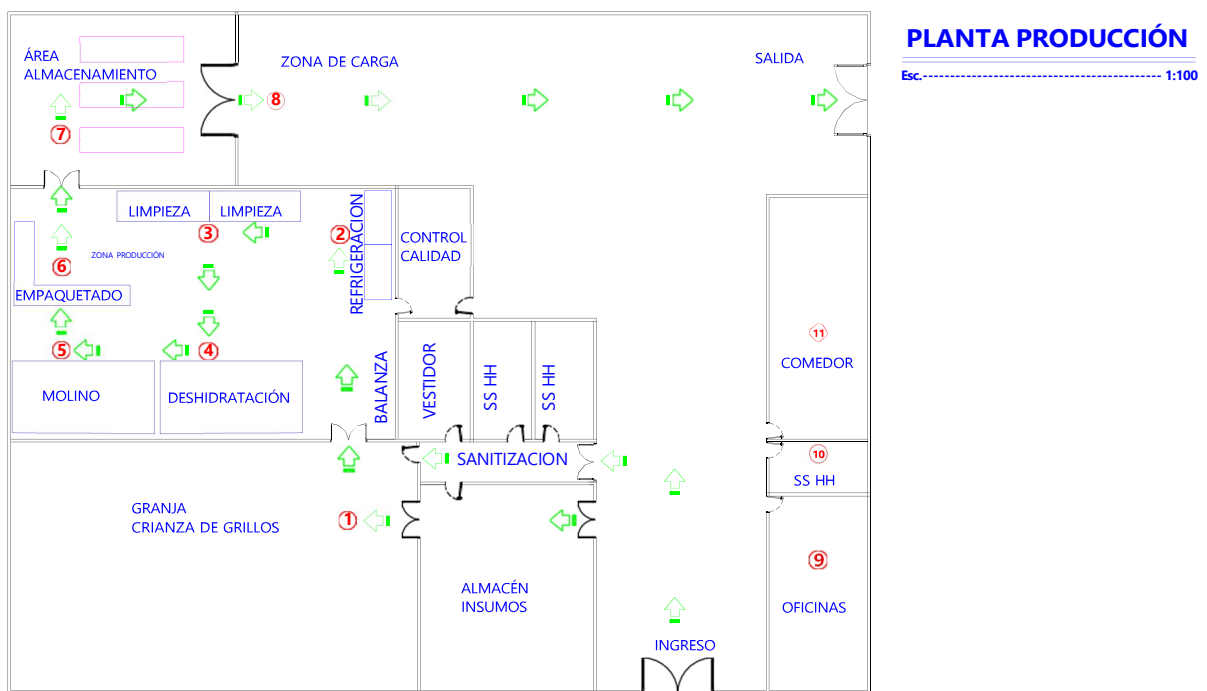 PLANTA PRODUCCIÓN
Esc.------------------------------------------- 1:100
ÁREA
ALMACENAMIENTO
ZONA DE CARGA
SALIDA
8
7
LIMPIEZA
LIMPIEZA
REFRIGERACION
2
3
CONTROL
CALIDAD
ZONA PRODUCCIÓN
6
EMPAQUETADO
5
4
MOLINO
DESHIDRATACIÓN
BALANZA
VESTIDOR
SS HH
SS HH
11
COMEDOR
SANITIZACION
10
SS HH
GRANJA
CRIANZA DE GRILLOS
1
9
ALMACÉN
INSUMOS
OFICINAS
INGRESO